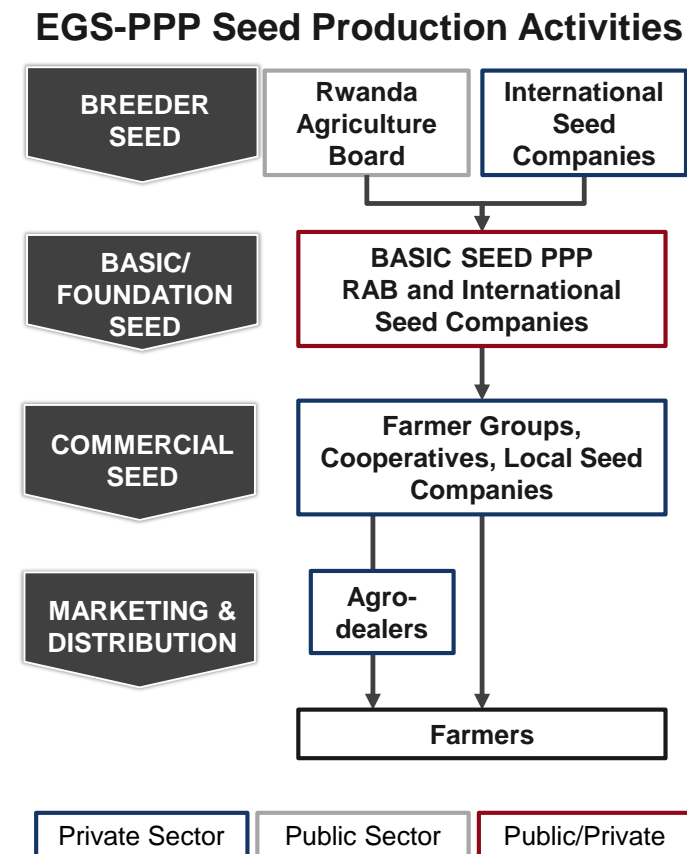 EGS-PPP Seed Production Activities
BREEDER
SEED
Rwanda
Agriculture
Board
International
Seed
Companies
BASIC/
FOUNDATION
SEED
BASIC SEED PPP
RAB and International
Seed Companies
COMMERCIAL
SEED
Farmer Groups,
Cooperatives, Local Seed
Companies
MARKETING &
DISTRIBUTION
Agro-
dealers
Farmers
Private Sector
Public Sector
Public/Private